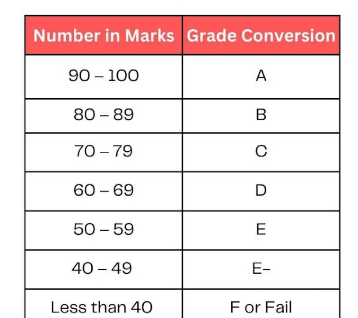 Number in Marks Grade Conversion
90 – 100 A
80 – 89 B
70 – 79 C
60 – 69 D
50 – 59 E
40 – 49 E–
Less than 40 F or Fail